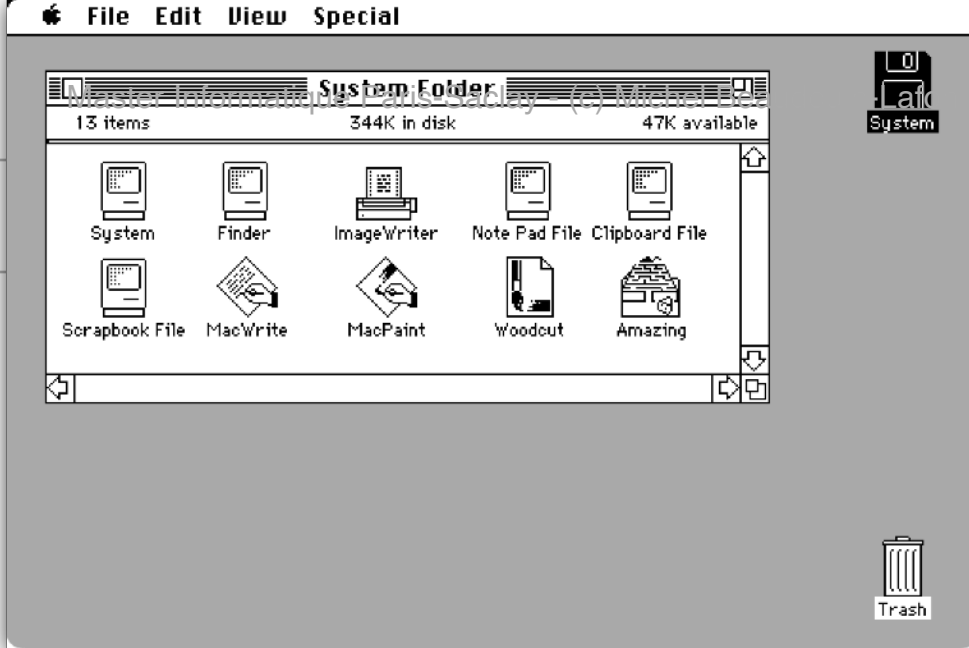 File Edit View Special
System Folder
Master Informatique Paris-Saclay - (c) Michel Bea -Lafo
13 items 344K in disk 47K available
System
System Finder ImageWriter Note Pad File Clipboard File
Scrapbook File MacWrite MacPaint Woodcut Amazing
Trash